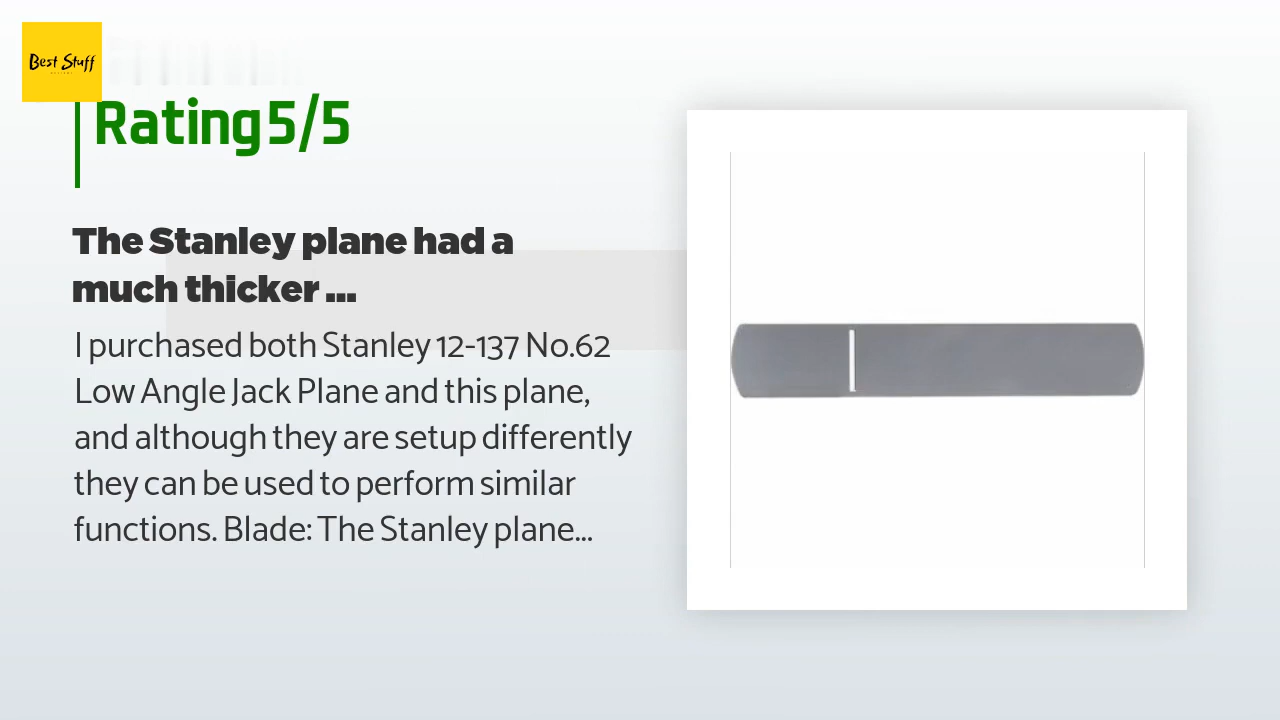 Best Stuff
Rating 5/5
The Stanley plane had a
much thicker ...
I purchased both Stanley 12-137 No.62
Low Angle Jack Plane and this plane,
and although they are setup differently
they can be used to perform similar
functions. Blade: The Stanley plane...